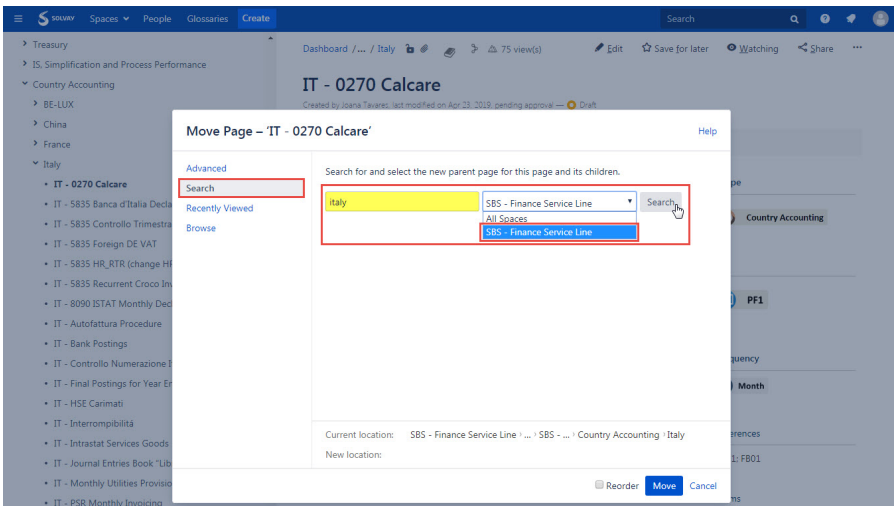 SOLVAY Spaces People Glossaries Create Search
Treasury
IS, Simplification and Process Performance
Country Accounting
BE-LUX
China
France
Italy
IT - 0270 Calcare
IT - 5835 Banca d'Italia Decla
IT - 5835 Controllo Trimestra
IT - 5835 Foreign DE VAT
IT - 5835 HR_RTR (change HR
IT - 5835 Recurrent Croco Inv
IT - 8090 ISTAT Monthly Decl
IT - Autofattura Procedure
IT - Bank Postings
IT - Controllo Numerazione I
IT - Final Postings for Year En
IT - HSE Carimati
IT - Interrompibilitá
IT - Intrastat Services Goods
IT - Journal Entries Book "Lib
IT - Monthly Utilities Provisio
IT - PSR Monthly Invoicing
Dashboard / ... / Italy 75 view(s) Edit Save for later Watching Share ...
IT - 0270 Calcare
Created by Joana Tavares, last modified on Apr 23, 2019 pending approval — Draft
Move Page – 'IT - 0270 Calcare' Help
Advanced
Search
Recently Viewed
Browse
Search for and select the new parent page for this page and its children.
italy SBS - Finance Service Line Search
All Spaces
SBS - Finance Service Line
Current location: SBS - Finance Service Line › ... › SBS - ... › Country Accounting › Italy
New location:
Reorder Move Cancel
pe
Country Accounting
PF1
quency
Month
erences
1: FB01
ms